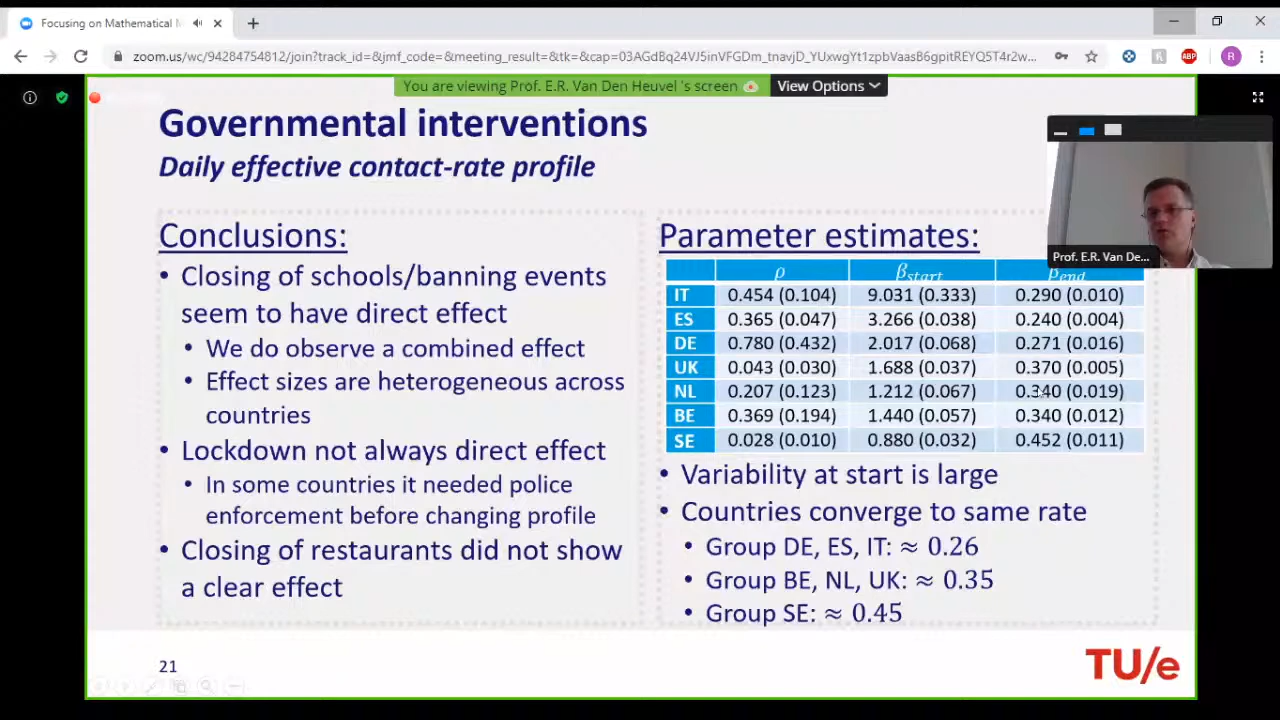 Focusing on Mathematical M
zoom.us/wc/94284754812/join?track_id=&jmf_code=&meeting_result=&tk=&cap=03AGdBq24VJ5inVFGDm_tnavjD_YUxwgYt1zpbVaasB6gpitREYQ5T4r2w...
ABP
R
You are viewing Prof. E.R. Van Den Heuvel 's screen
View Options
Governmental interventions
Daily effective contact-rate profile
Prof. E.R. Van De...
Conclusions:
• Closing of schools/banning events
seem to have direct effect
• We do observe a combined effect
• Effect sizes are heterogeneous across
countries
• Lockdown not always direct effect
• In some countries it needed police
enforcement before changing profile
• Closing of restaurants did not show
a clear effect
Parameter estimates:
ρ β_start β_end
IT 0.454 (0.104) 9.031 (0.333) 0.290 (0.010)
ES 0.365 (0.047) 3.266 (0.038) 0.240 (0.004)
DE 0.780 (0.432) 2.017 (0.068) 0.271 (0.016)
UK 0.043 (0.030) 1.688 (0.037) 0.370 (0.005)
NL 0.207 (0.123) 1.212 (0.067) 0.340 (0.019)
BE 0.369 (0.194) 1.440 (0.057) 0.340 (0.012)
SE 0.028 (0.010) 0.880 (0.032) 0.452 (0.011)
• Variability at start is large
• Countries converge to same rate
• Group DE, ES, IT: ≈ 0.26
• Group BE, NL, UK: ≈ 0.35
• Group SE: ≈ 0.45
21
TU/e